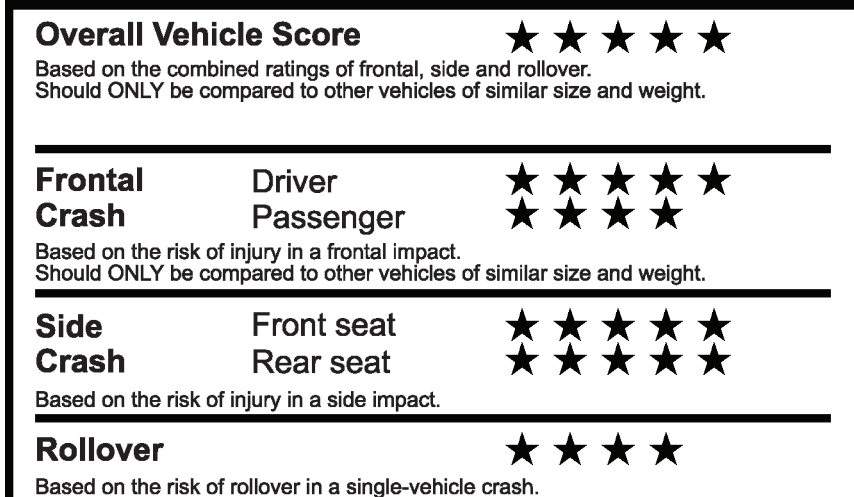 Overall Vehicle Score ★ ★ ★ ★ ★
Based on the combined ratings of frontal, side and rollover.
Should ONLY be compared to other vehicles of similar size and weight.
Frontal Driver ★ ★ ★ ★ ★
Crash Passenger ★ ★ ★ ★
Based on the risk of injury in a frontal impact.
Should ONLY be compared to other vehicles of similar size and weight.
Side Front seat ★ ★ ★ ★ ★
Crash Rear seat ★ ★ ★ ★ ★
Based on the risk of injury in a side impact.
Rollover ★ ★ ★ ★
Based on the risk of rollover in a single-vehicle crash.